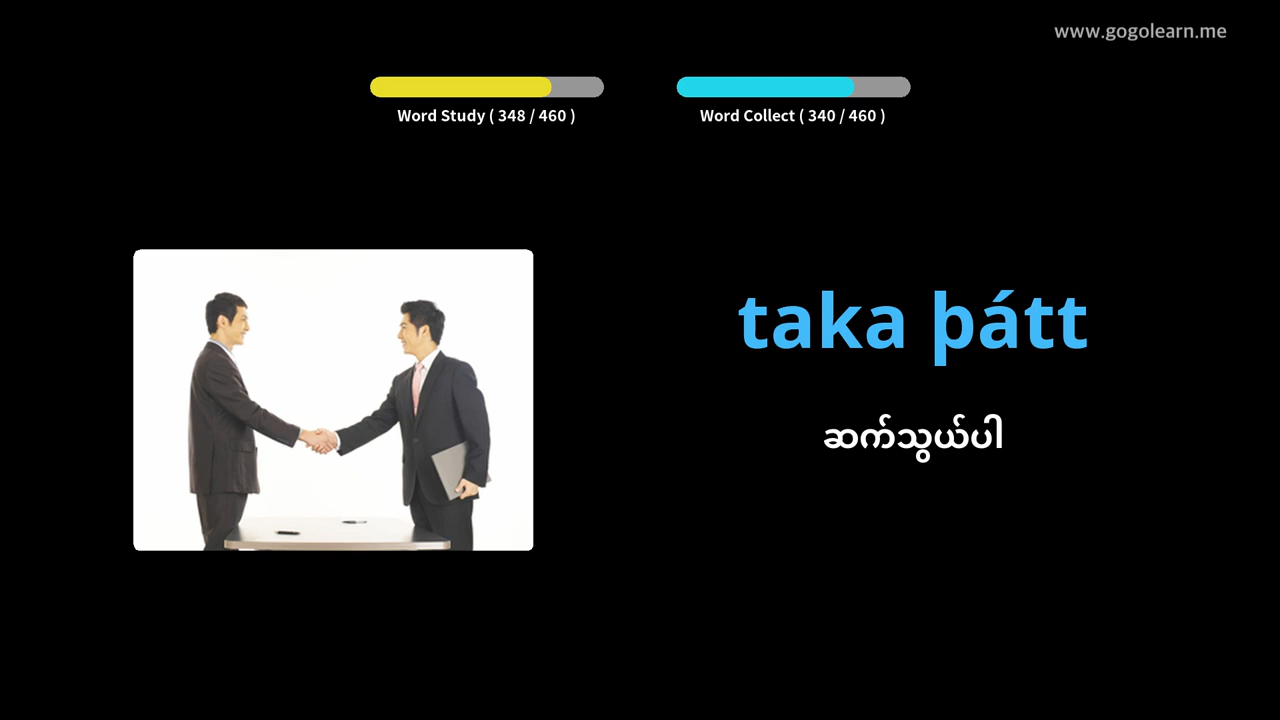 www.gogolearn.me
Word Study ( 348 / 460 )
Word Collect ( 340 / 460 )
taka þátt
ဆက်သွယ်ပါ